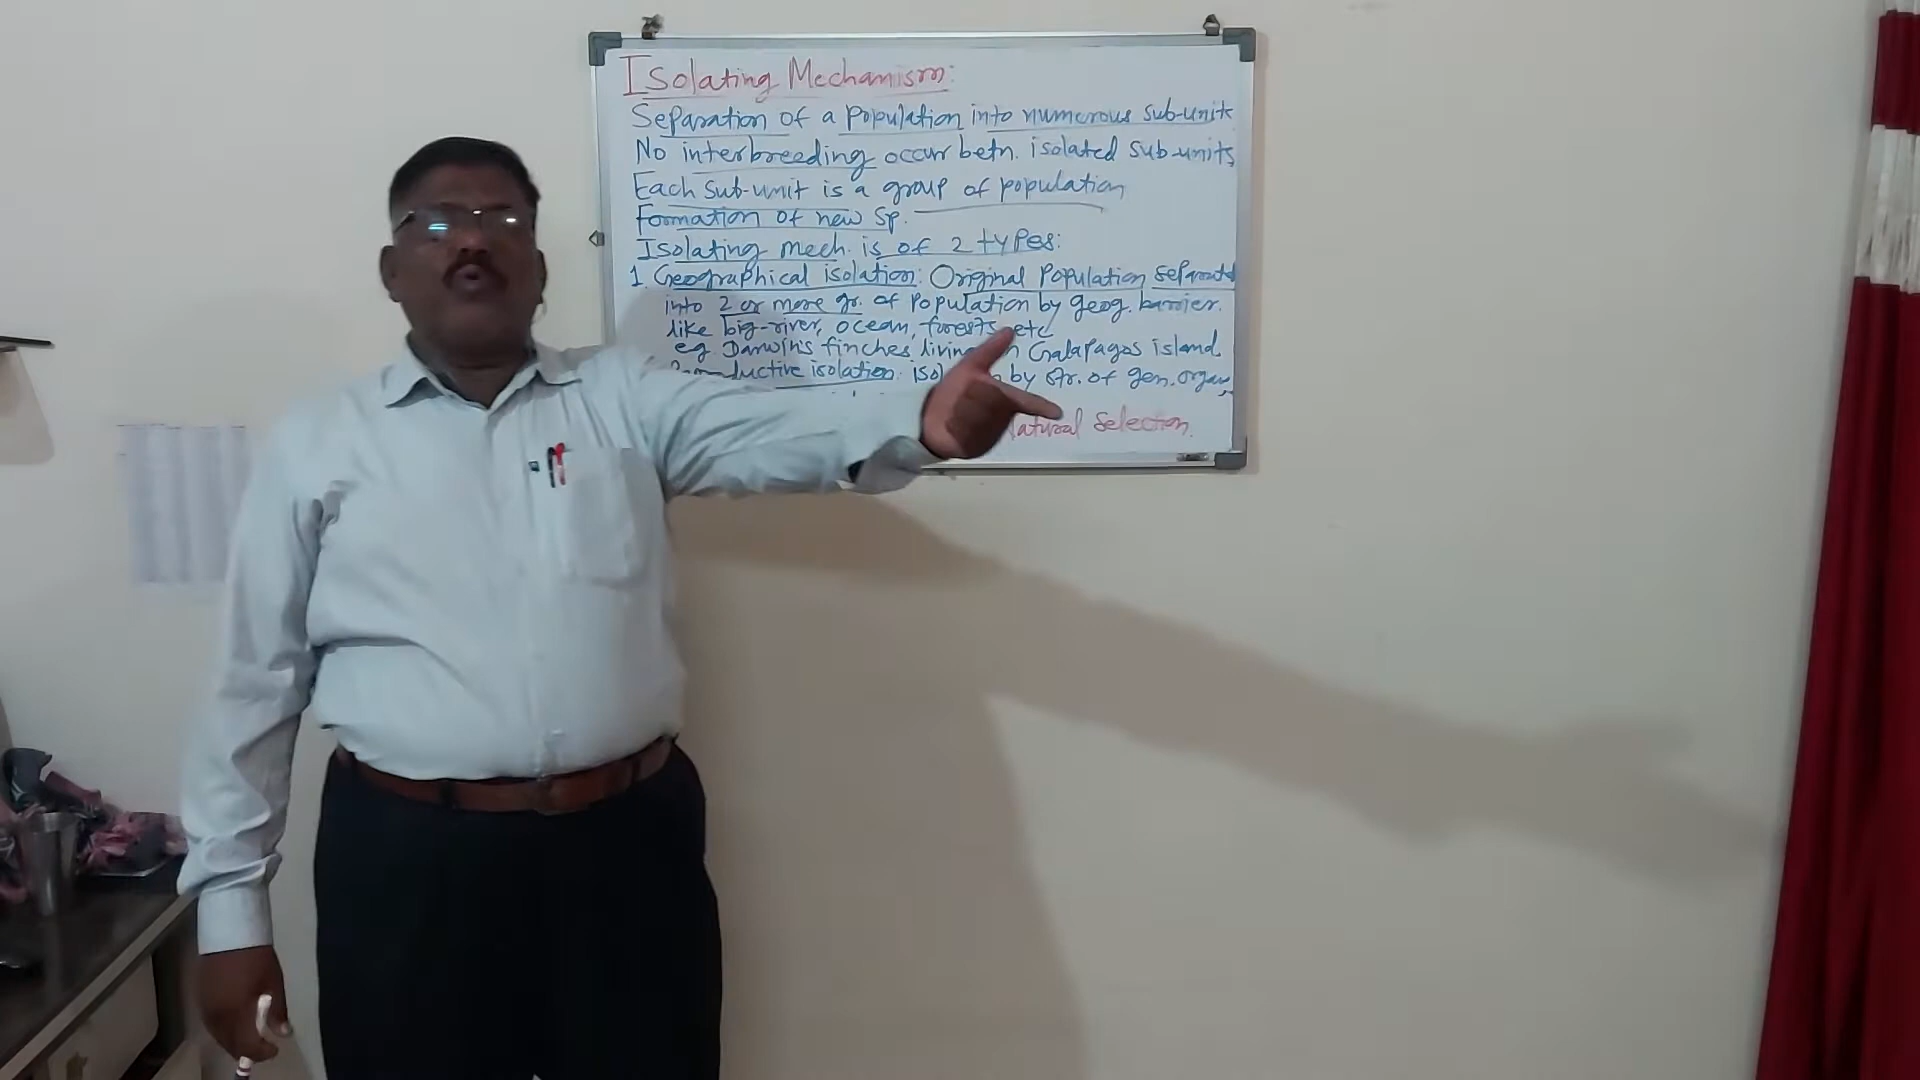 Isolating Mechanism:
Separation of a population into numerous sub-units
No interbreeding occur betn. isolated sub-units
Each sub-unit is a group of population
Formation of new Sp.
Isolating mech. is of 2 types:
1. Geographical isolation: Original Population separated
into 2 or more gr. of population by geog. barrier.
like big-river, ocean, forests etc
eg. Darwin's finches living Galapagos island
isolation: by str. of gen. organs
Natural Selection.